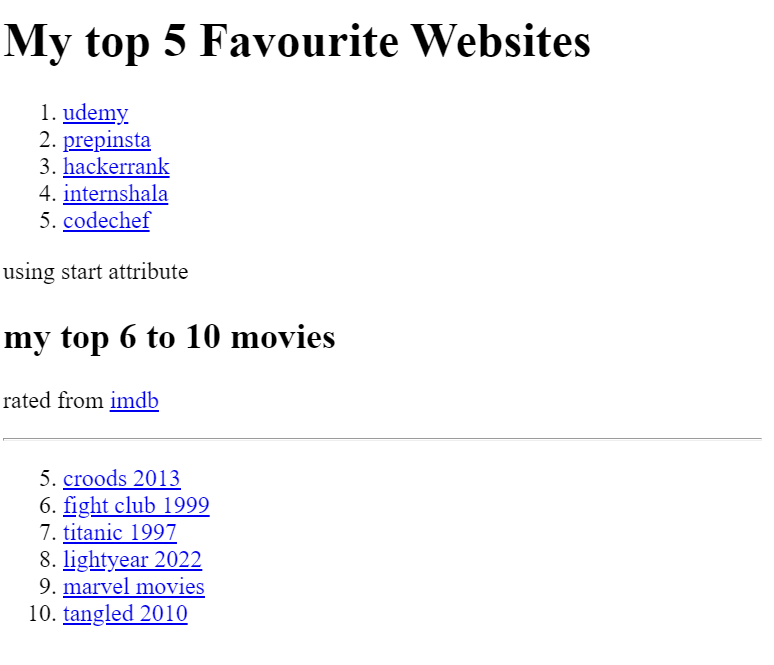 My top 5 Favourite Websites
1. udemy
2. prepinsta
3. hackerrank
4. internshala
5. codechef
using start attribute
my top 6 to 10 movies
rated from imdb
5. croods 2013
6. fight club 1999
7. titanic 1997
8. lightyear 2022
9. marvel movies
10. tangled 2010